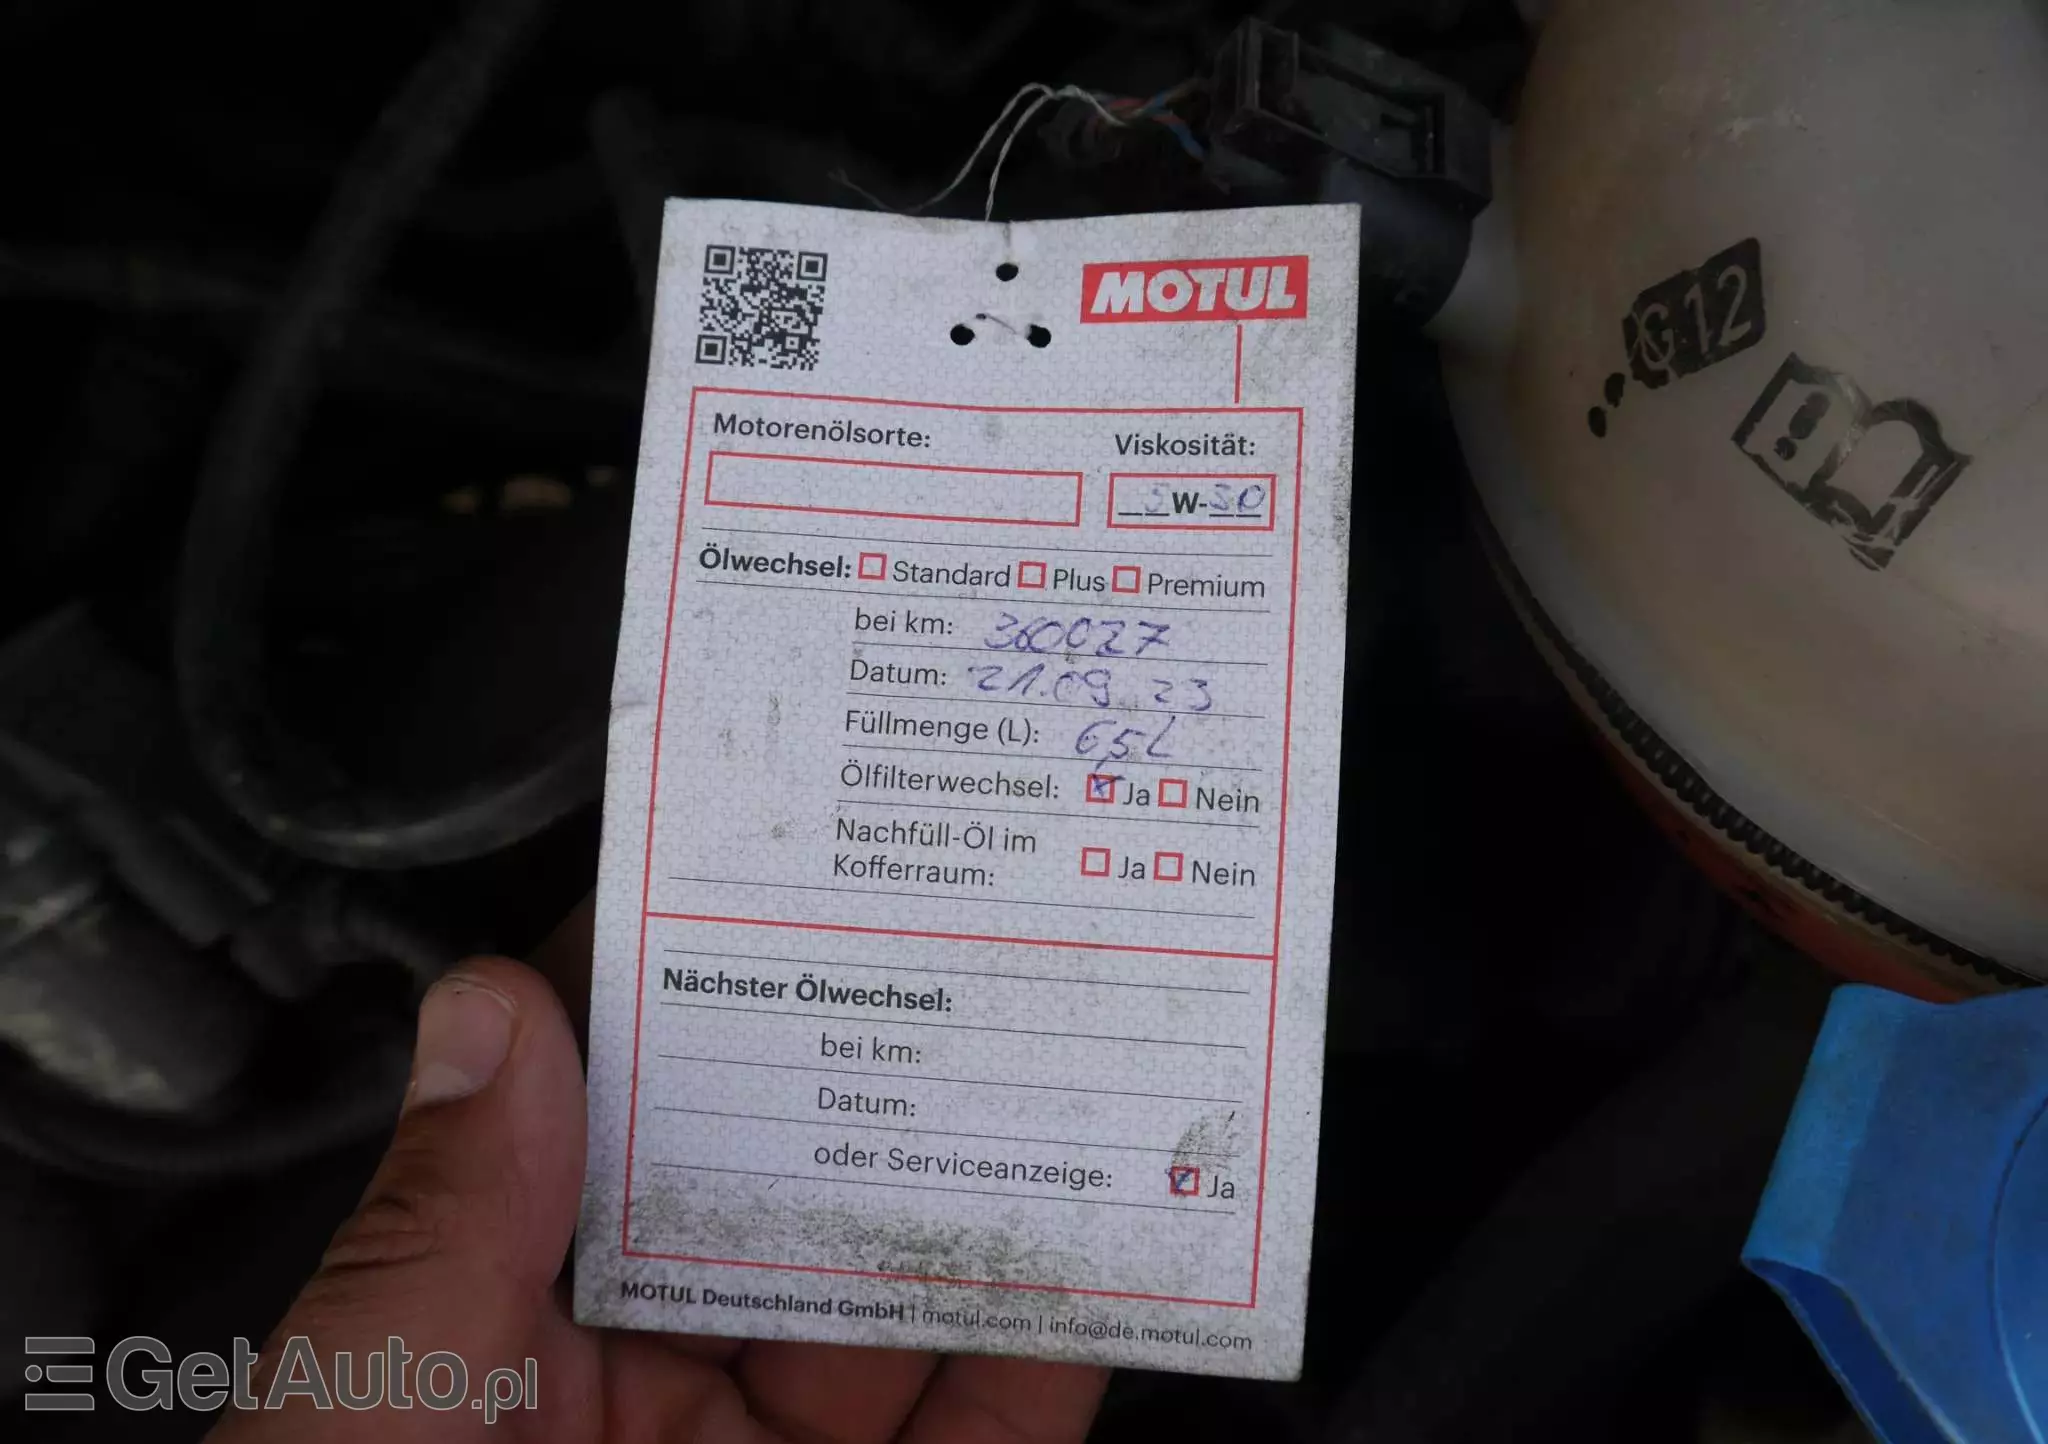 MOTUL
G12
Motorenölsorte: Viskosität:
5W-30
Ölwechsel: Standard Plus Premium
bei km: 360027
Datum: 21.09.23
Füllmenge (L): 6,5L
Ölfilterwechsel: Ja Nein
Nachfüll-Öl im
Kofferraum: Ja Nein
Nächster Ölwechsel:
bei km:
Datum:
oder Serviceanzeige: Ja
MOTUL Deutschland GmbH | motul.com | info@de.motul.com
GetAuto.pl